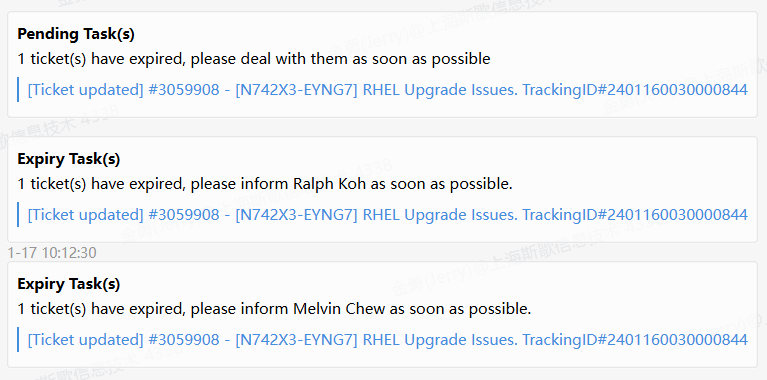 Pending Task(s)
1 ticket(s) have expired, please deal with them as soon as possible
[Ticket updated] #3059908 - [N742X3-EYNG7] RHEL Upgrade Issues. TrackingID#2401160030000844
Expiry Task(s)
1 ticket(s) have expired, please inform Ralph Koh as soon as possible.
[Ticket updated] #3059908 - [N742X3-EYNG7] RHEL Upgrade Issues. TrackingID#2401160030000844
1-17 10:12:30
Expiry Task(s)
1 ticket(s) have expired, please inform Melvin Chew as soon as possible.
[Ticket updated] #3059908 - [N742X3-EYNG7] RHEL Upgrade Issues. TrackingID#2401160030000844